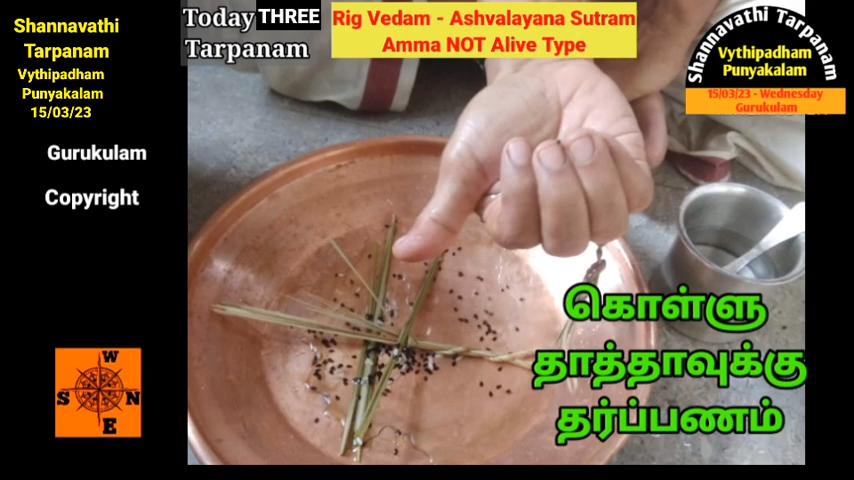 Shannavathi
Tarpanam
Vythipadham
Punyakalam
15/03/23
Gurukulam
Copyright
Today THREE
Tarpanam
Rig Vedam - Ashvalayana Sutram
Amma NOT Alive Type
Shannavathi Tarpanam
Vythipadham
Punyakalam
15/03/23 - Wednesday
Gurukulam
கொள்ளு
தாத்தாவுக்கு
தர்ப்பணம்
W
S N
E